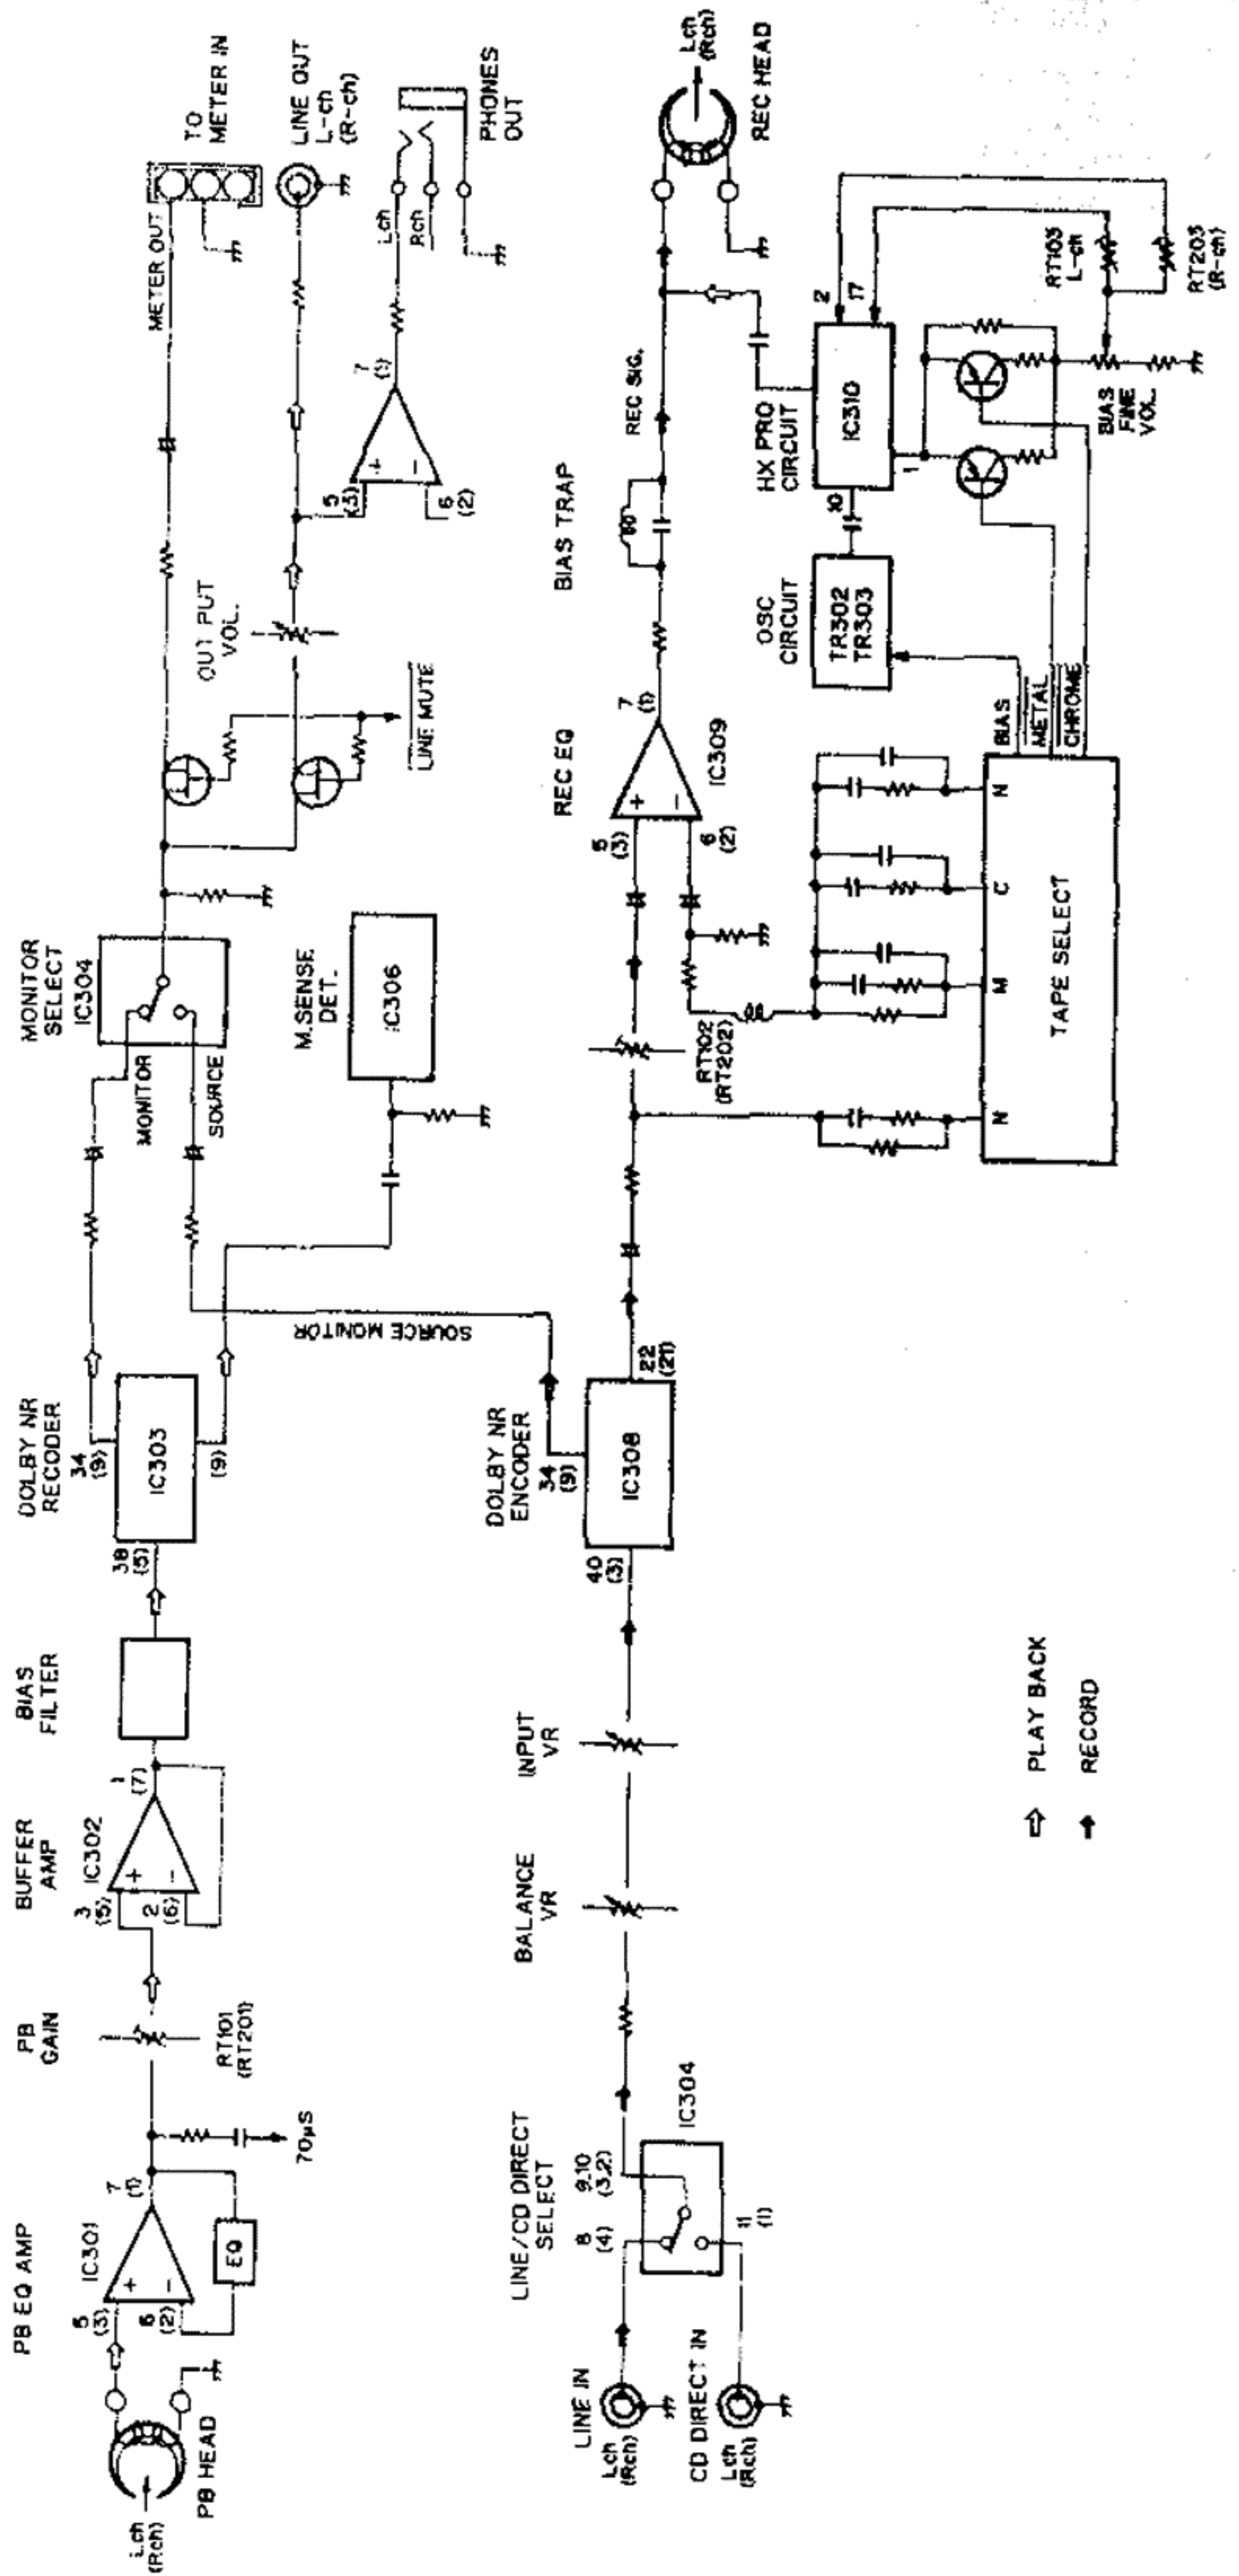 PB HEAD
Lch
(Rch)
PB EQ AMP
IC301
5
(3)
6
(2)
7
(1)
EQ
70μS
PB
GAIN
RT101
(RT201)
BUFFER
AMP
IC302
3
(5)
2
(6)
1
(7)
BIAS
FILTER
DOLBY NR
RECODER
38
(5)
IC303
34
(9)
(9)
MONITOR
SELECT
IC304
MONITOR
SOURCE
SOURCE MONITOR
M.SENSE
DET.
IC306
LINE MUTE
OUT PUT
VOL.
5
(3)
6
(2)
7
(1)
METER OUT
TO
METER IN
LINE OUT
L-ch
(R-ch)
Lch
Rch
PHONES
OUT
LINE IN
Lch
(Rch)
CD DIRECT IN
Lch
(Rch)
LINE/CD DIRECT
SELECT
8
(4)
9,10
(3,2)
11
(1)
IC304
BALANCE
VR
INPUT
VR
DOLBY NR
ENCODER
40
(3)
IC308
34
(9)
22
(21)
RT102
(RT202)
REC EQ
5
(3)
6
(2)
7
(1)
IC309
BIAS TRAP
REC SIG.
Lch
(Rch)
REC HEAD
N
M
C
N
TAPE SELECT
BIAS
METAL
CHROME
OSC
CIRCUIT
TR302
TR303
HX PRO
CIRCUIT
10
IC310
2
17
1
BIAS
FINE
VOL.
RT103
L-ch
RT203
(R-ch)
PLAY BACK
RECORD